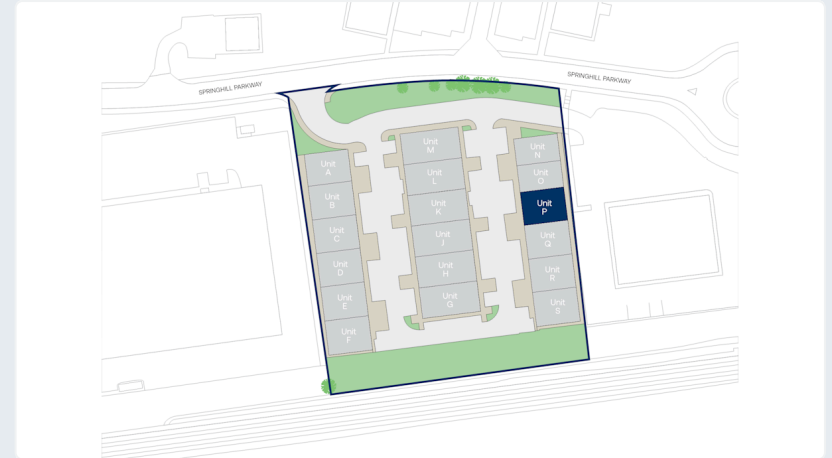 SPRINGHILL PARKWAY
SPRINGHILL PARKWAY
Unit
A
Unit
B
Unit
C
Unit
D
Unit
E
Unit
F
Unit
M
Unit
L
Unit
K
Unit
J
Unit
H
Unit
G
Unit
N
Unit
O
Unit
P
Unit
Q
Unit
R
Unit
S